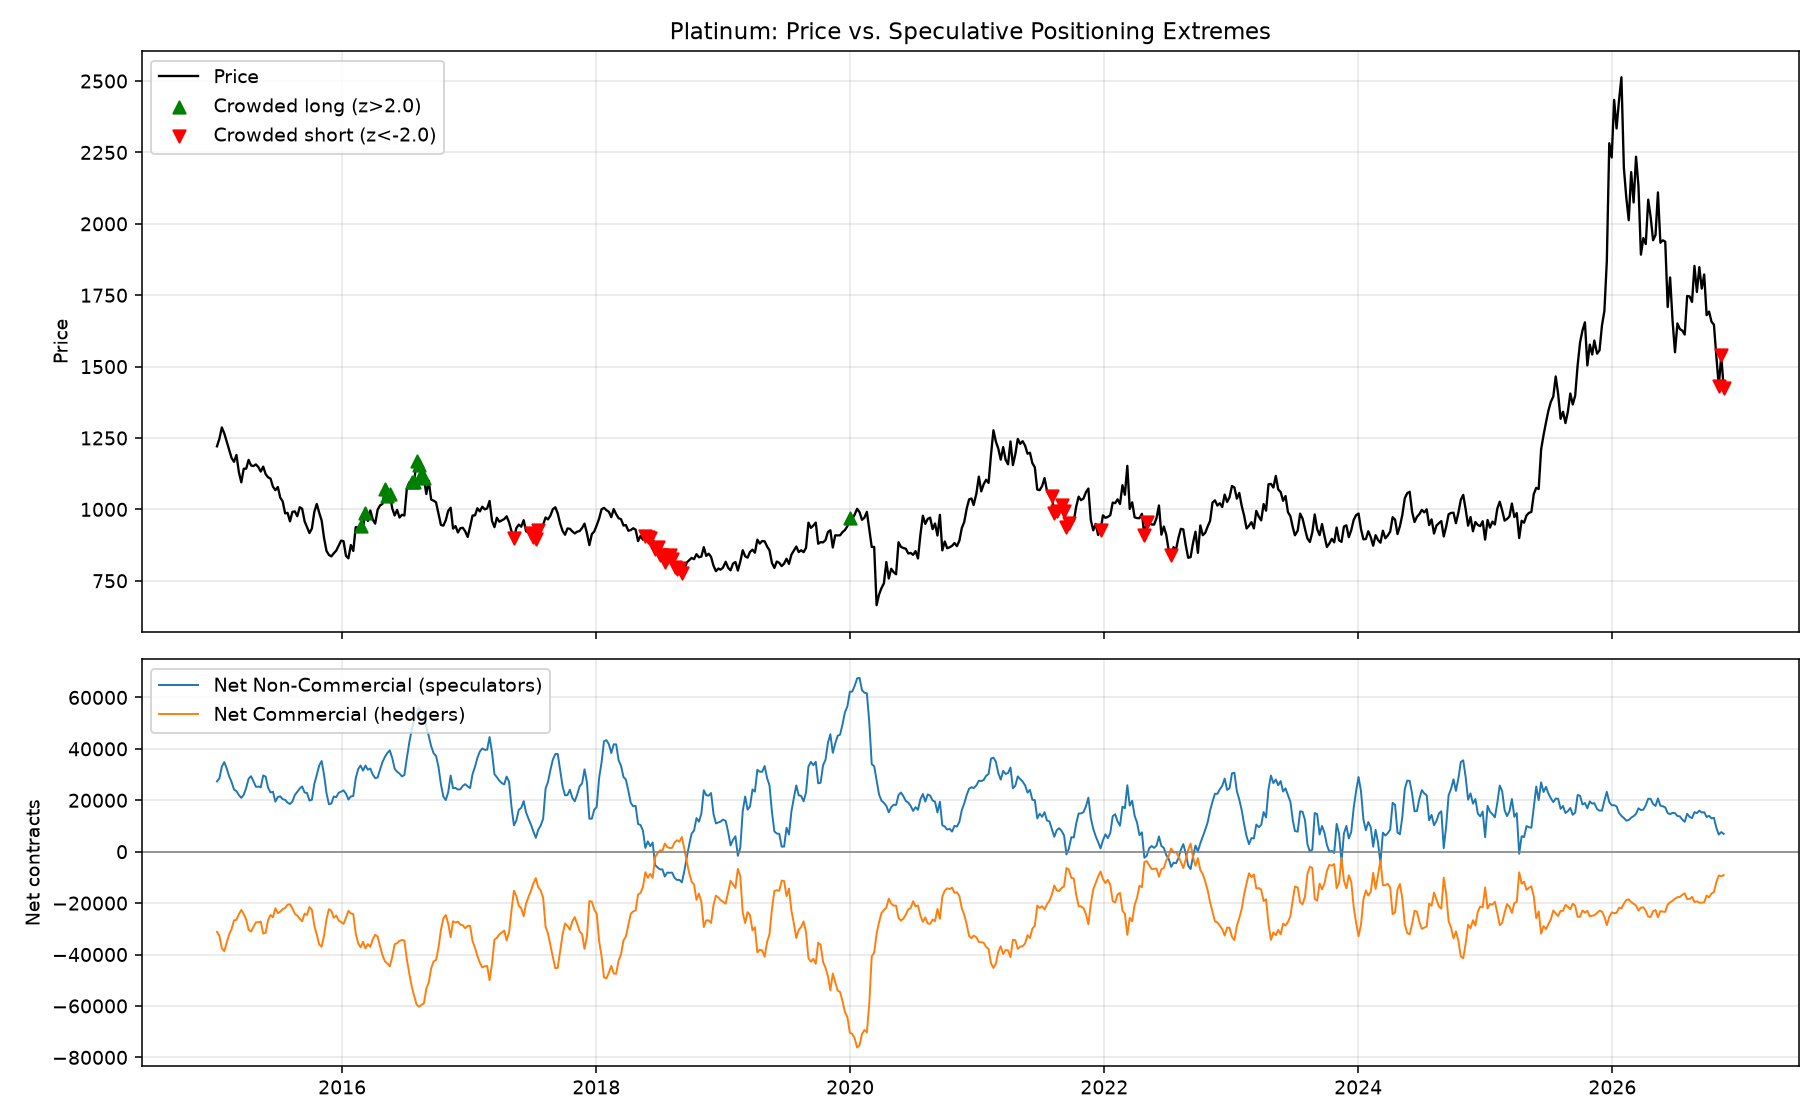 Platinum: Price vs. Speculative Positioning Extremes
Price
Crowded long (z>2.0)
Crowded short (z<-2.0)
2500
2250
2000
1750
1500
1250
1000
750
Price
Net Non-Commercial (speculators)
Net Commercial (hedgers)
60000
40000
20000
0
−20000
−40000
−60000
−80000
Net contracts
2016
2018
2020
2022
2024
2026